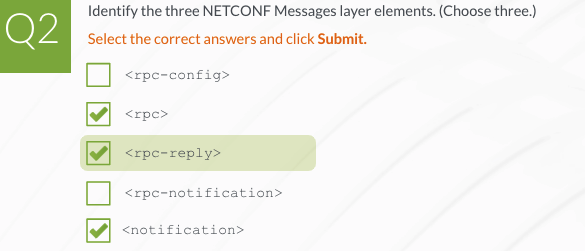 Q2
Identify the three NETCONF Messages layer elements. (Choose three.)
Select the correct answers and click Submit.
<rpc-config>
<rpc>
<rpc-reply>
<rpc-notification>
<notification>